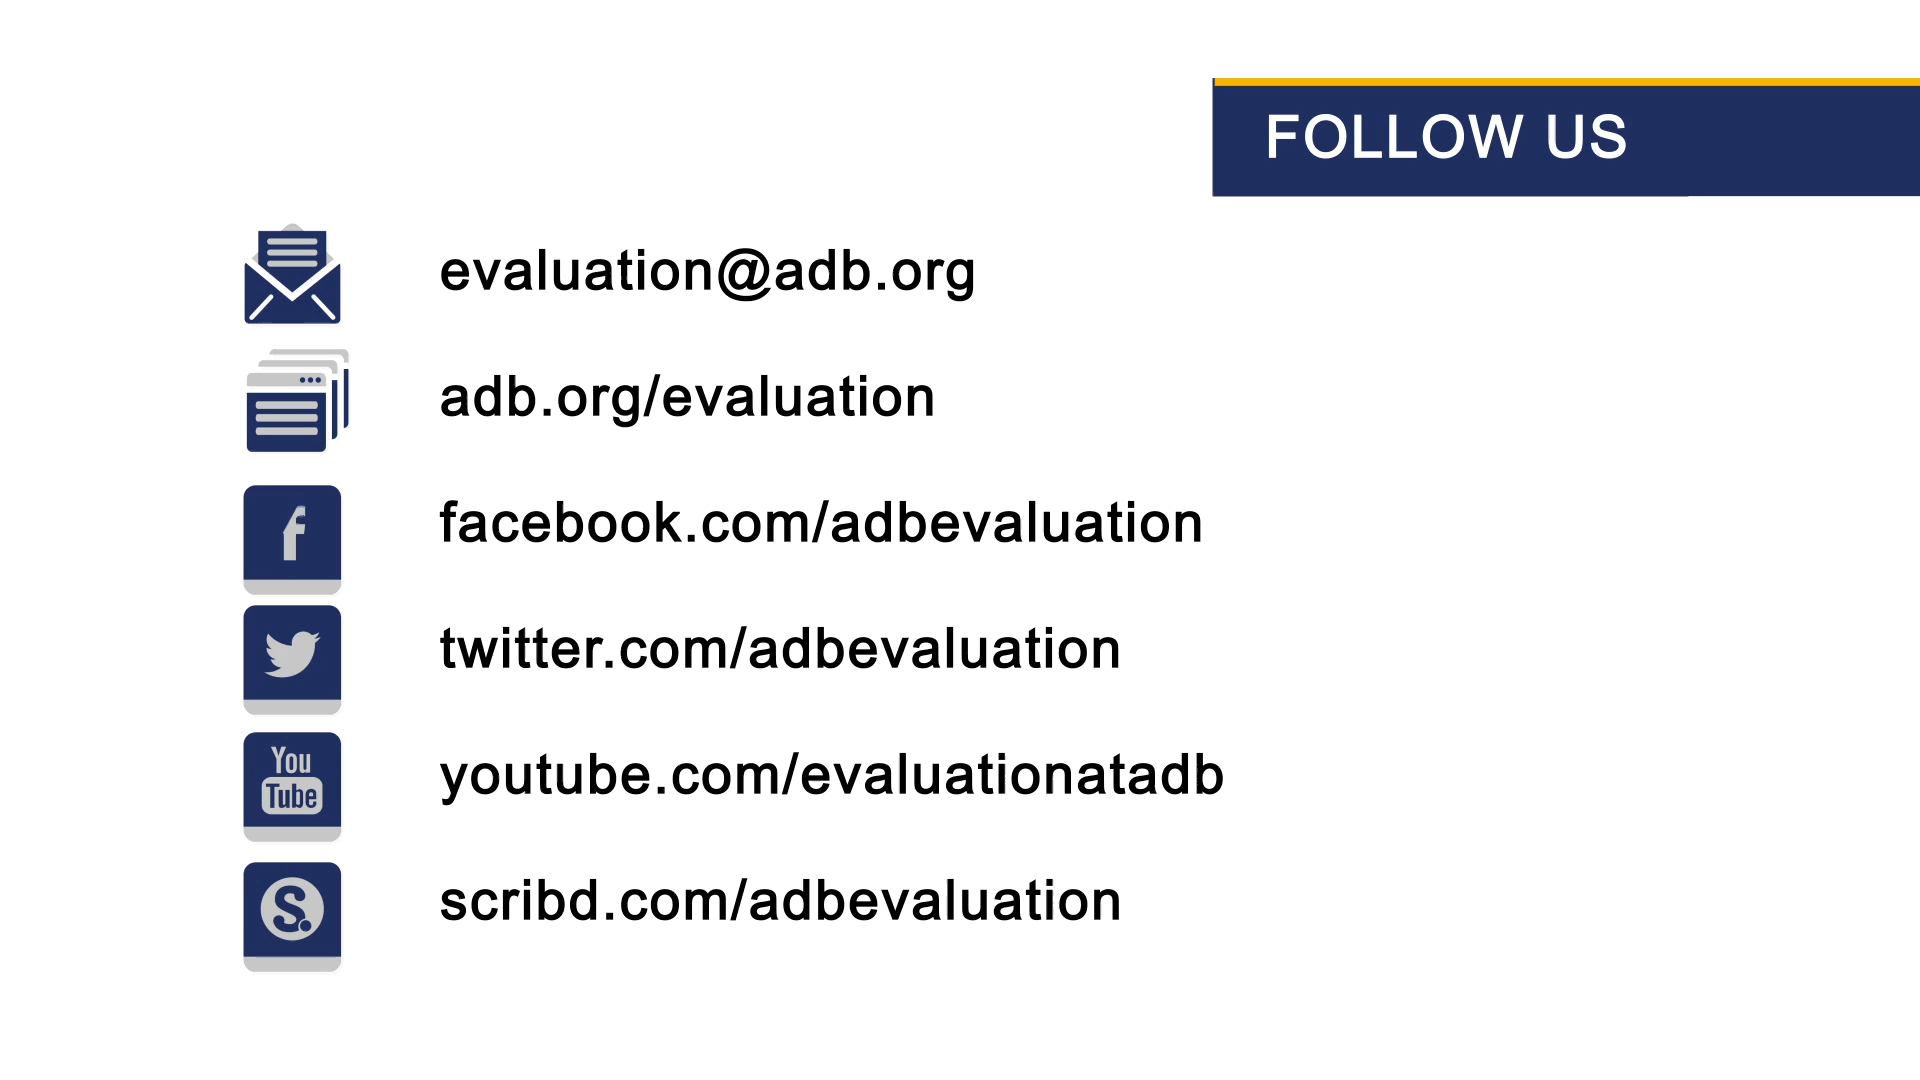 FOLLOW US
evaluation@adb.org
adb.org/evaluation
facebook.com/adbevaluation
twitter.com/adbevaluation
You
Tube
youtube.com/evaluationatadb
scribd.com/adbevaluation